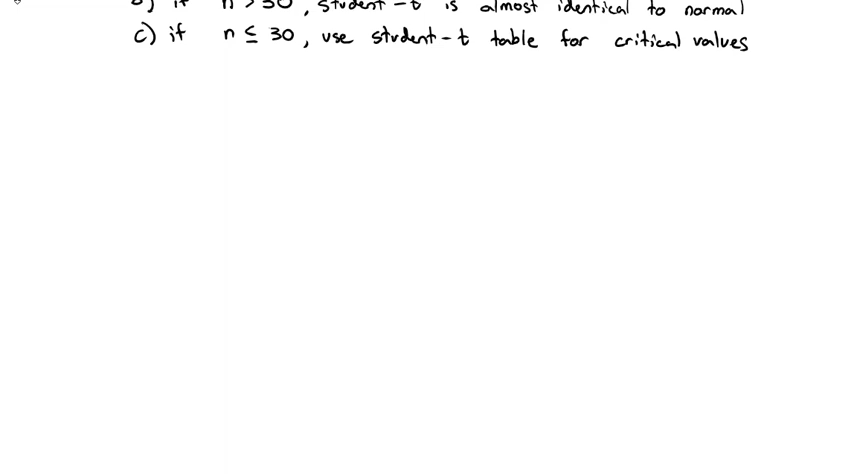 b) if n > 30, student-t is almost identical to normal
c) if n ≤ 30, use student-t table for critical values